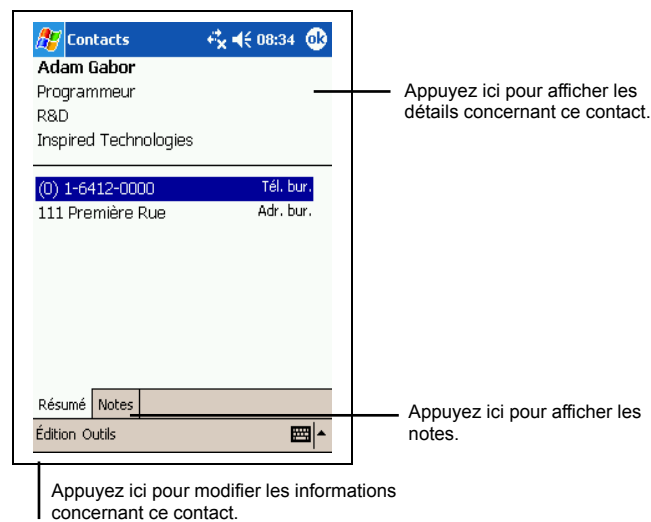 Contacts 08:34 ok
Adam Gabor
Programmeur
R&D
Inspired Technologies
(0) 1-6412-0000 Tél. bur.
111 Première Rue Adr. bur.
Résumé Notes
Édition Outils
Appuyez ici pour afficher les
détails concernant ce contact.
Appuyez ici pour afficher les
notes.
Appuyez ici pour modifier les informations
concernant ce contact.